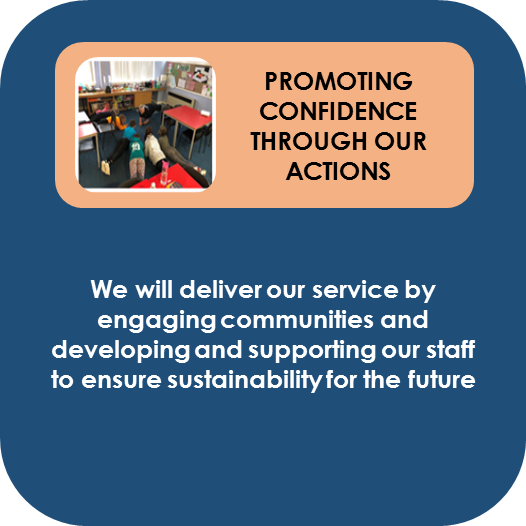 PROMOTING
CONFIDENCE
THROUGH OUR
ACTIONS
We will deliver our service by
engaging communities and
developing and supporting our staff
to ensure sustainability for the future